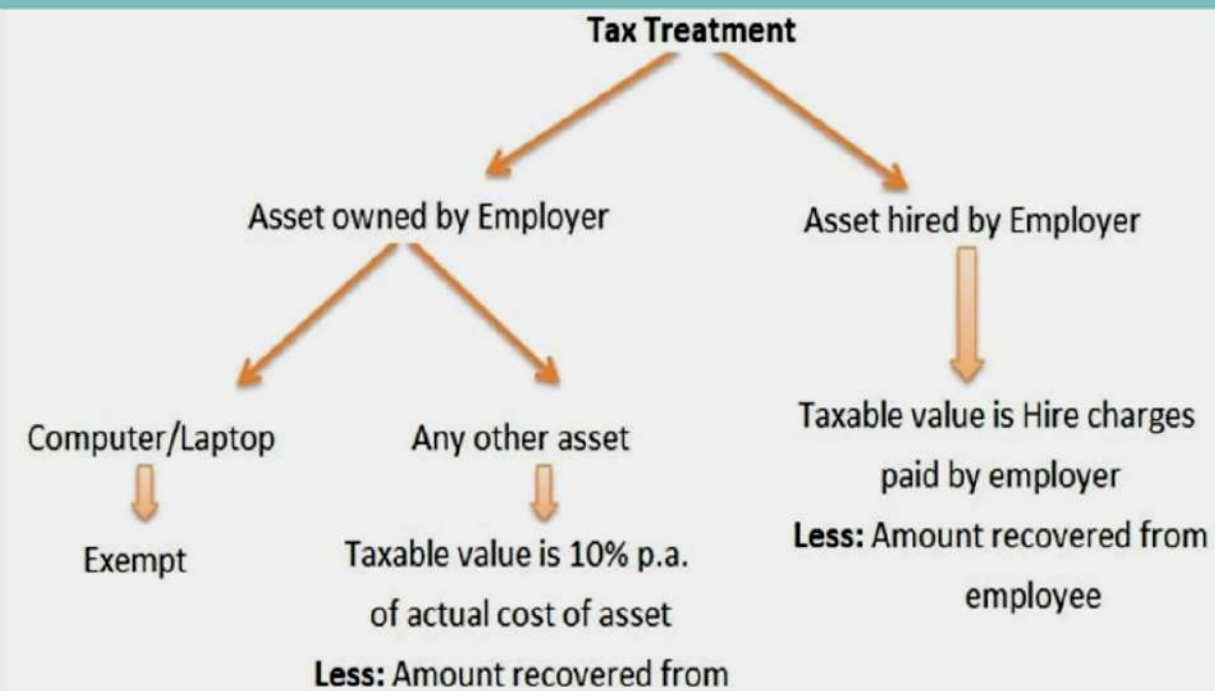 Tax Treatment
Asset owned by Employer
Asset hired by Employer
Computer/Laptop
Exempt
Any other asset
Taxable value is 10% p.a.
of actual cost of asset
Less: Amount recovered from
Taxable value is Hire charges
paid by employer
Less: Amount recovered from
employee